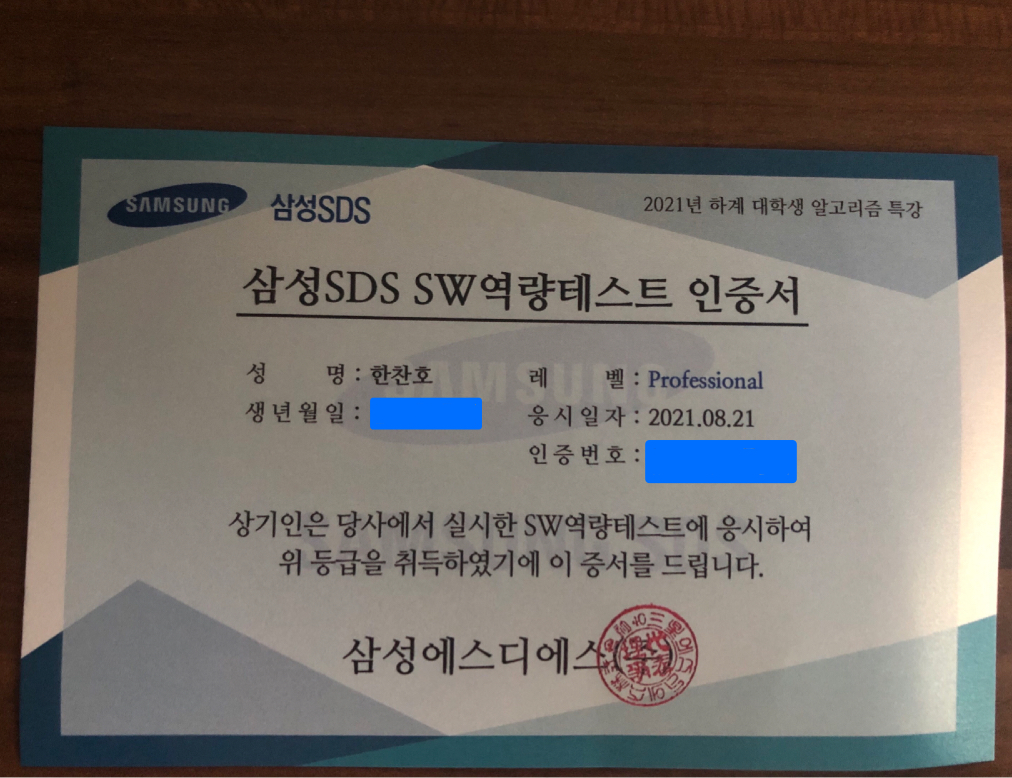 SAMSUNG 삼성SDS 2021년 하계 대학생 알고리즘 특강
삼성SDS SW역량테스트 인증서
성 명 : 한찬호 레 벨 : Professional
생년월일 : 응시일자 : 2021.08.21
인증번호 :
상기인은 당사에서 실시한 SW역량테스트에 응시하여
위 등급을 취득하였기에 이 증서를 드립니다.
삼성에스디에스
SAMSUNG